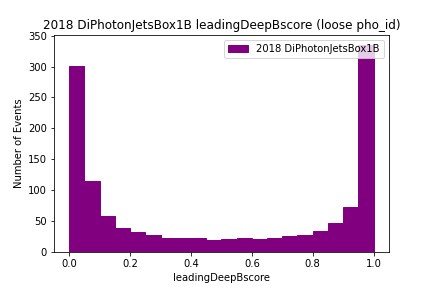 2018 DiPhotonJetsBox1B leadingDeepBscore (loose pho_id)
2018 DiPhotonJetsBox1B
Number of Events
350
300
250
200
150
100
50
0
0.0 0.2 0.4 0.6 0.8 1.0
leadingDeepBscore